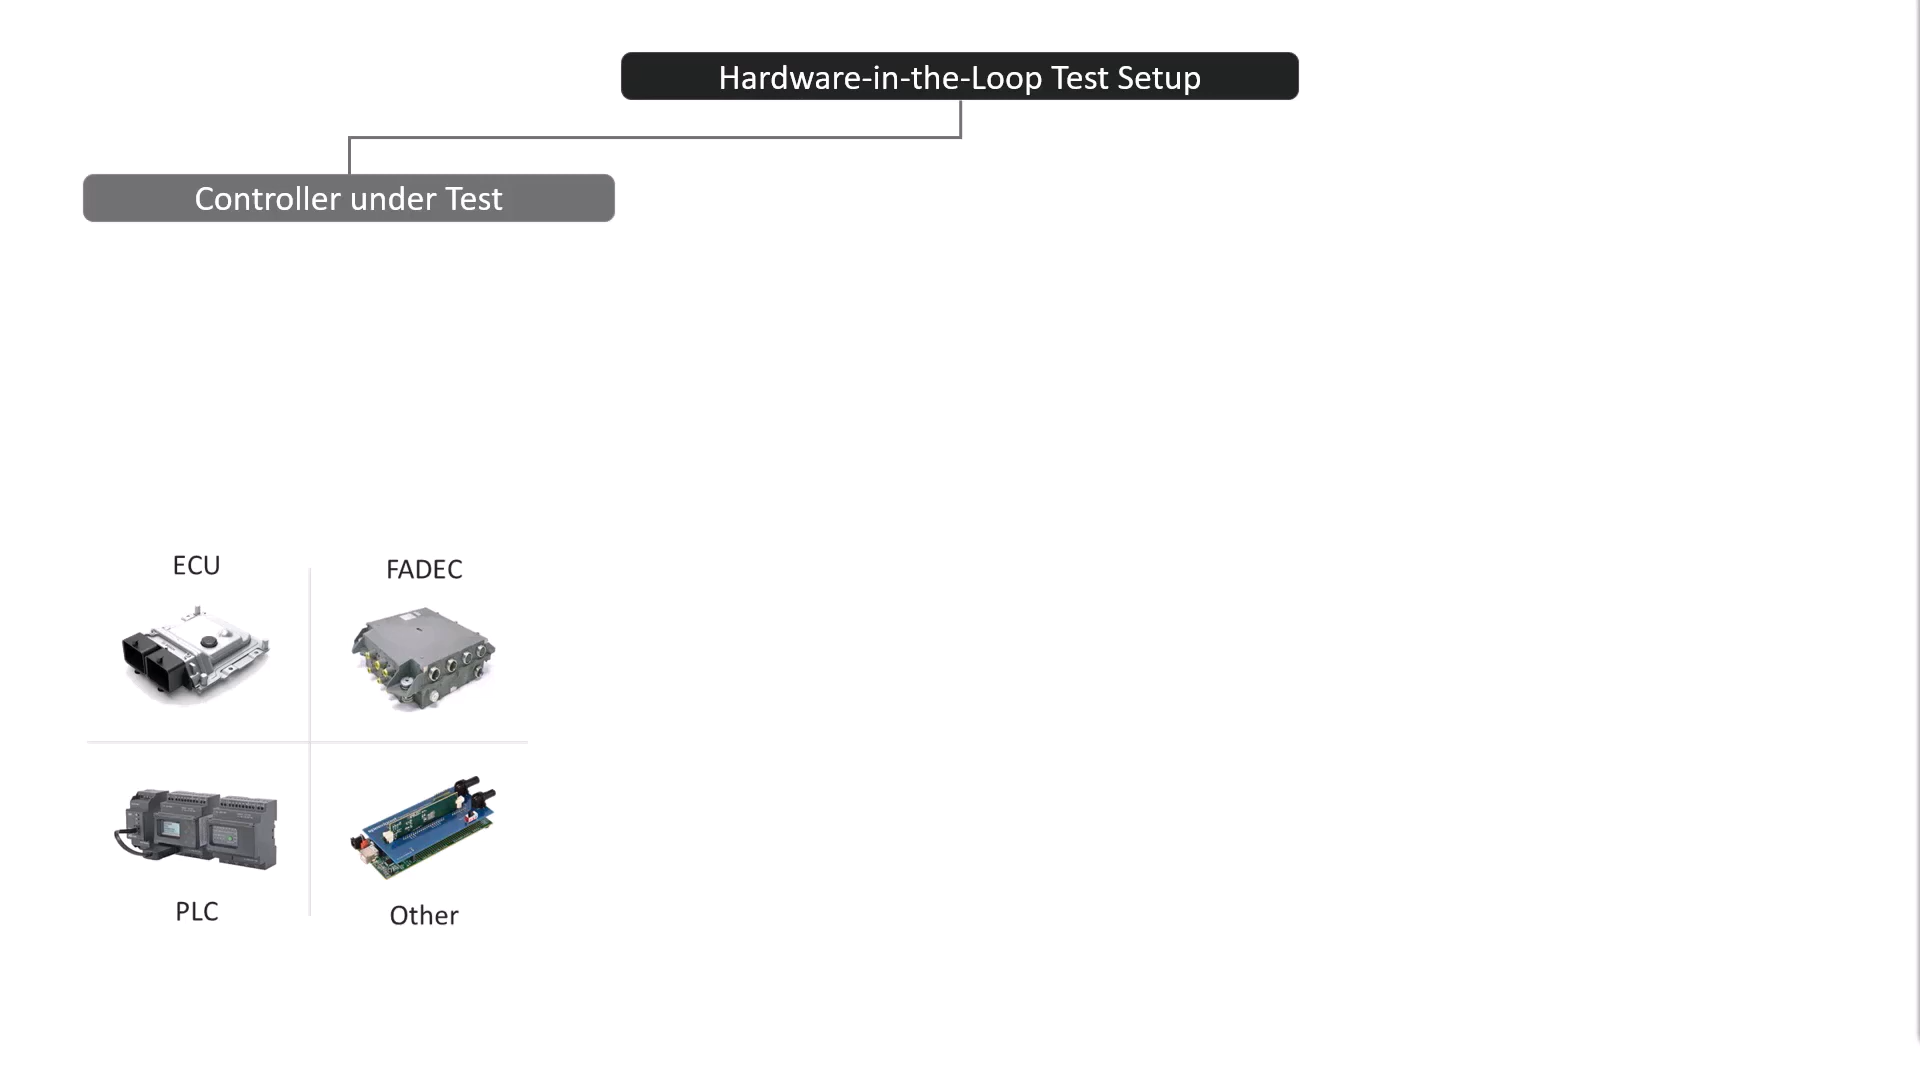 Hardware-in-the-Loop Test Setup
Controller under Test
ECU
FADEC
PLC
Other